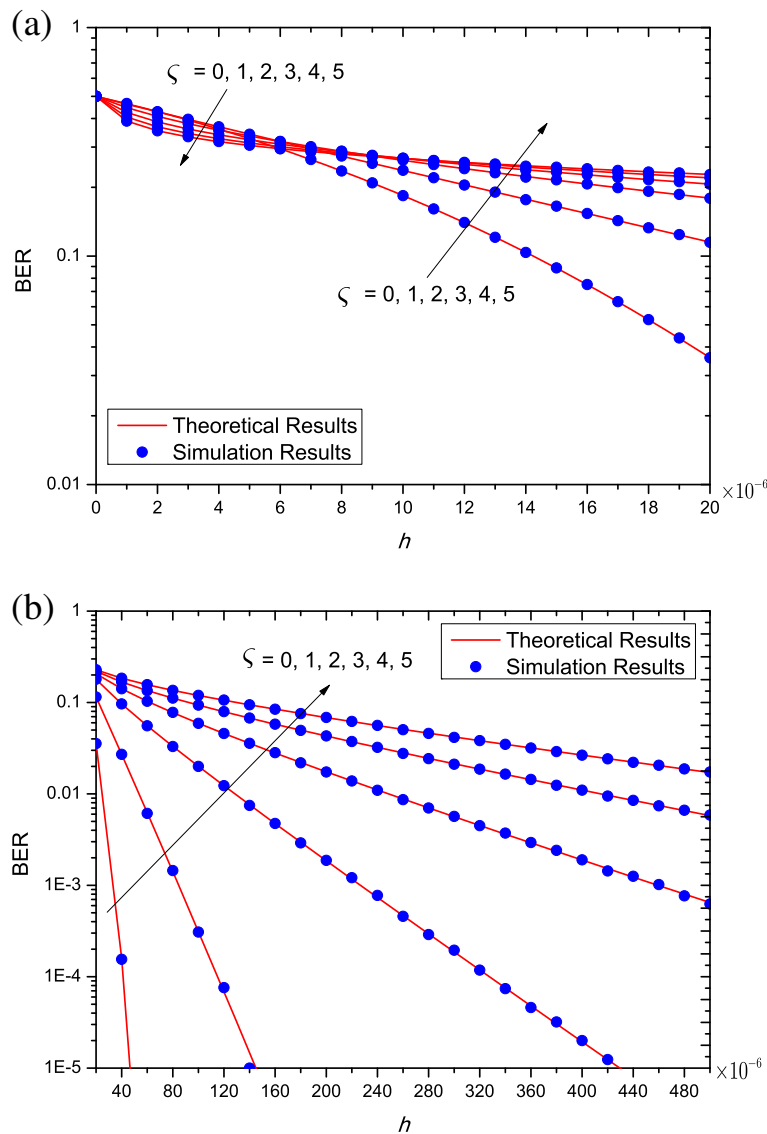 (a)
1
0.1
0.01
BER
ς = 0, 1, 2, 3, 4, 5
ς = 0, 1, 2, 3, 4, 5
Theoretical Results
Simulation Results
0 2 4 6 8 10 12 14 16 18 20
×10⁻⁶
h
(b)
1
0.1
0.01
1E-3
1E-4
1E-5
BER
ς = 0, 1, 2, 3, 4, 5
Theoretical Results
Simulation Results
40 80 120 160 200 240 280 320 360 400 440 480
×10⁻⁶
h